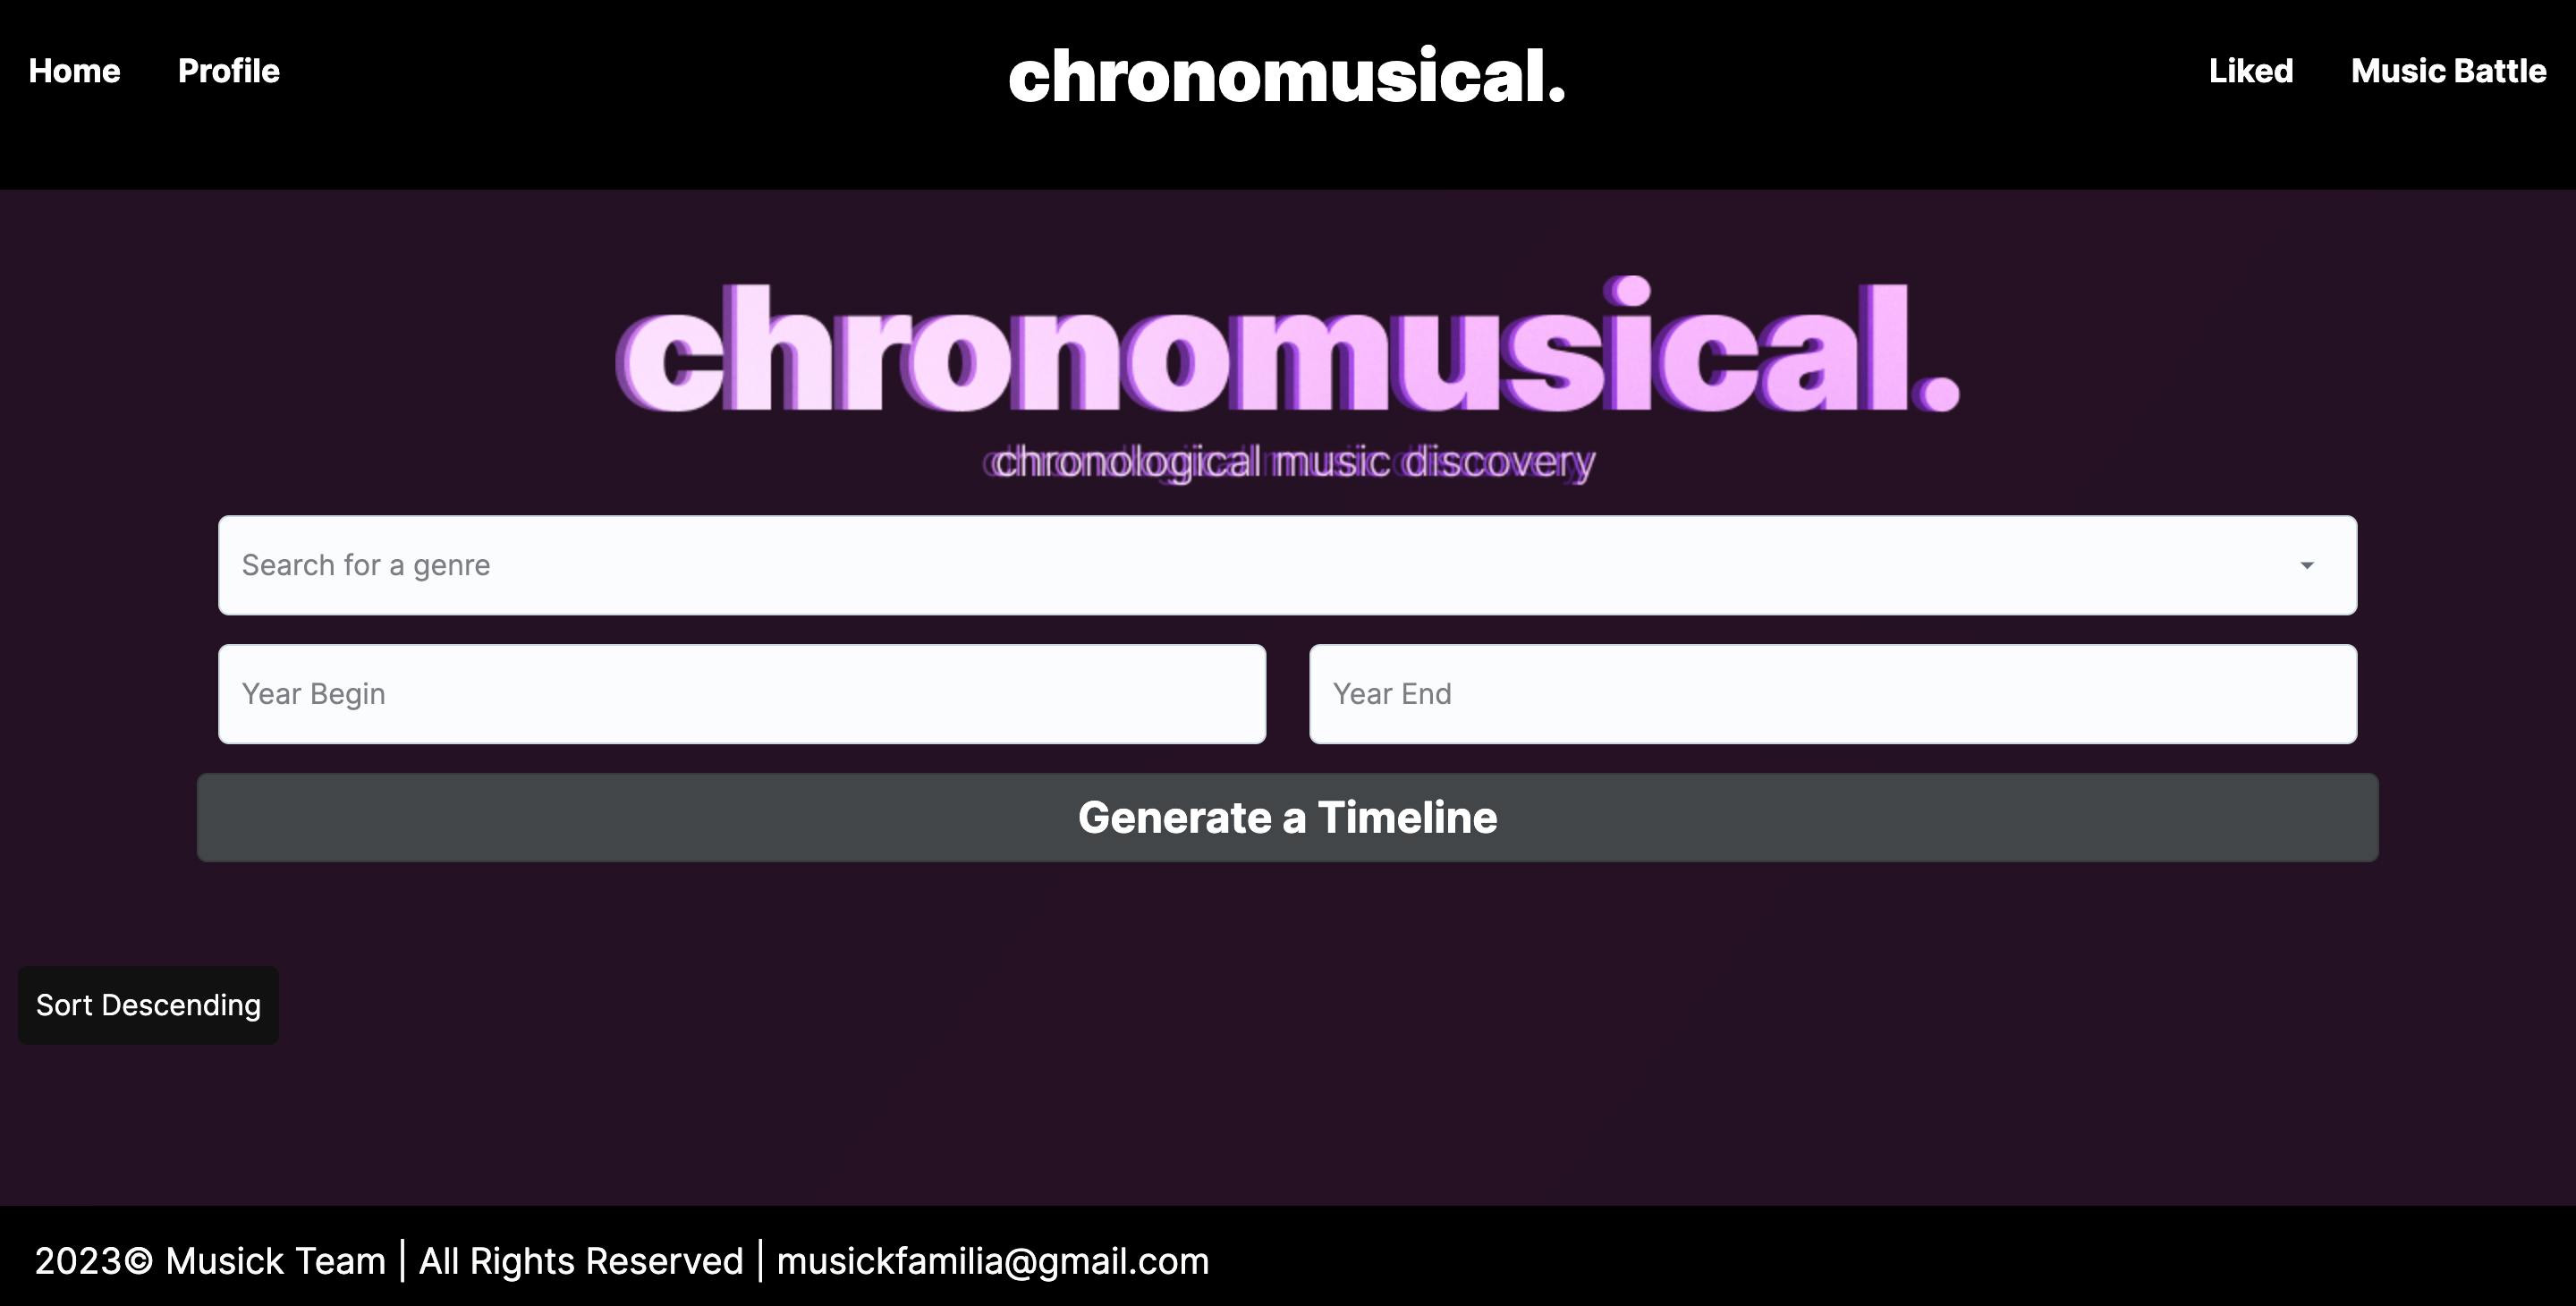 Home Profile chronomusical. Liked Music Battle
chronomusical.
chronological music discovery
Search for a genre
Year Begin Year End
Generate a Timeline
Sort Descending
2023© Musick Team | All Rights Reserved | musickfamilia@gmail.com